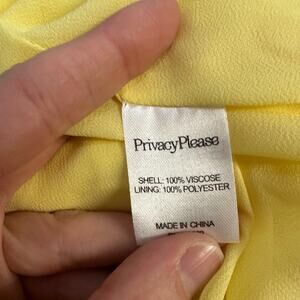 PrivacyPlease
SHELL: 100% VISCOSE
LINING: 100% POLYESTER
MADE IN CHINA